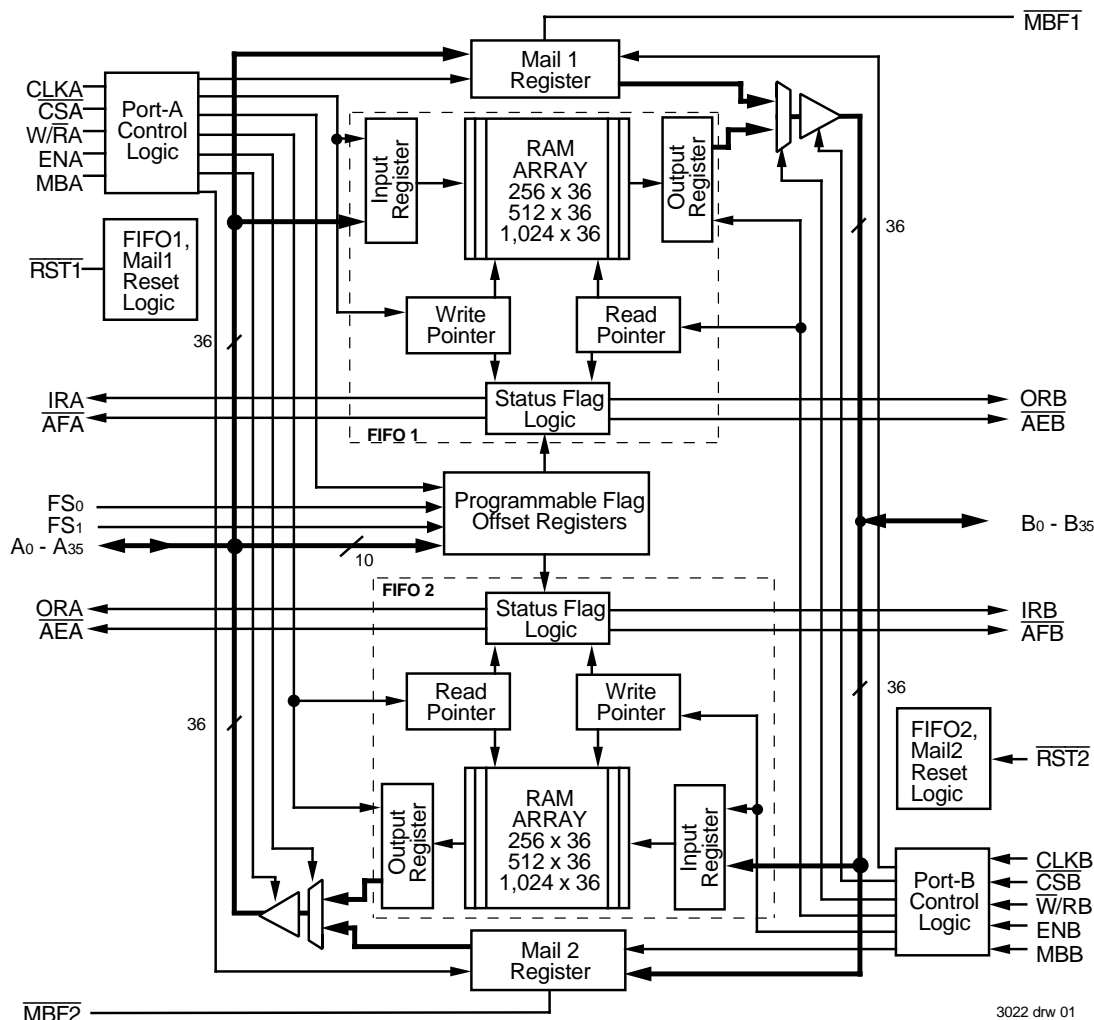 MBF1
Mail 1
Register
CLKA
CSA
W/RA
ENA
MBA
Port-A
Control
Logic
Input
Register
RAM
ARRAY
256 x 36
512 x 36
1,024 x 36
Output
Register
36
RST1
FIFO1,
Mail1
Reset
Logic
36
Write
Pointer
Read
Pointer
IRA
AFA
Status Flag
Logic
ORB
AEB
FIFO 1
FS0
FS1
A0 - A35
Programmable Flag
Offset Registers
10
B0 - B35
FIFO 2
ORA
AEA
Status Flag
Logic
IRB
AFB
36
Read
Pointer
Write
Pointer
36
FIFO2,
Mail2
Reset
Logic
RST2
Output
Register
RAM
ARRAY
256 x 36
512 x 36
1,024 x 36
Input
Register
Port-B
Control
Logic
CLKB
CSB
W/RB
ENB
MBB
Mail 2
Register
MBF2
3022 drw 01